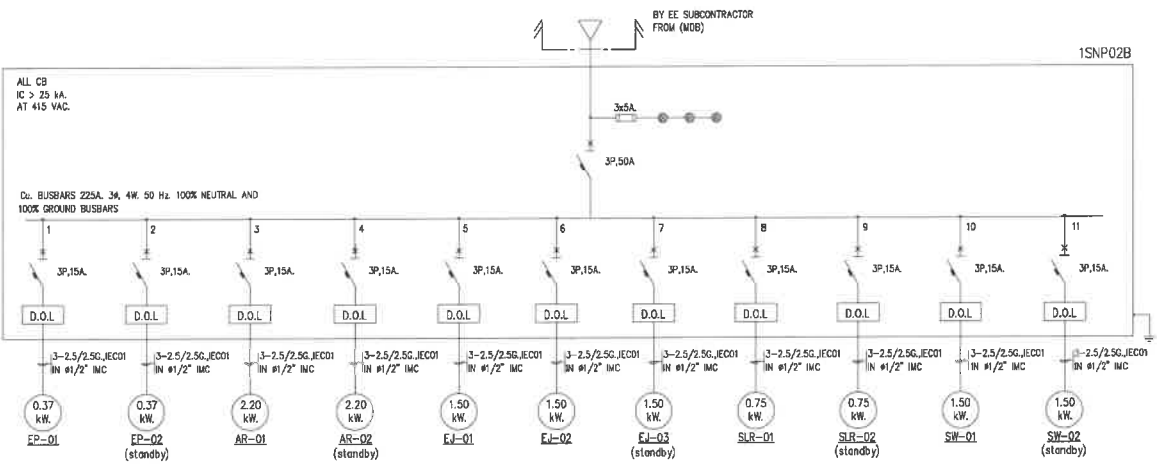 BY EE SUBCONTRACTOR
FROM (MDB)
1SNP02B
ALL CB
IC > 25 kA.
AT 415 VAC.
3x5A.
3P,50A
Cu. BUSBARS 225A. 3ø, 4W. 50 Hz. 100% NEUTRAL AND
100% GROUND BUSBARS
1 2 3 4 5 6 7 8 9 10 11
3P,15A. 3P,15A. 3P,15A. 3P,15A. 3P,15A. 3P,15A. 3P,15A. 3P,15A. 3P,15A. 3P,15A. 3P,15A.
D.O.L D.O.L D.O.L D.O.L D.O.L D.O.L D.O.L D.O.L D.O.L D.O.L D.O.L
3-2.5/2.5G.,IEC01 3-2.5/2.5G.,IEC01 3-2.5/2.5G.,IEC01 3-2.5/2.5G.,IEC01 3-2.5/2.5G.,IEC01 3-2.5/2.5G.,IEC01 3-2.5/2.5G.,IEC01 3-2.5/2.5G.,IEC01 3-2.5/2.5G.,IEC01 3-2.5/2.5G.,IEC01 3-2.5/2.5G.,IEC01
IN ø1/2" IMC IN ø1/2" IMC IN ø1/2" IMC IN ø1/2" IMC IN ø1/2" IMC IN ø1/2" IMC IN ø1/2" IMC IN ø1/2" IMC IN ø1/2" IMC IN ø1/2" IMC IN ø1/2" IMC
0.37 0.37 2.20 2.20 1.50 1.50 1.50 0.75 0.75 1.50 1.50
kW. kW. kW. kW. kW. kW. kW. kW. kW. kW. kW.
EP-01 EP-02 AR-01 AR-02 EJ-01 EJ-02 EJ-03 SLR-01 SLR-02 SW-01 SW-02
(standby) (standby) (standby) (standby) (standby)